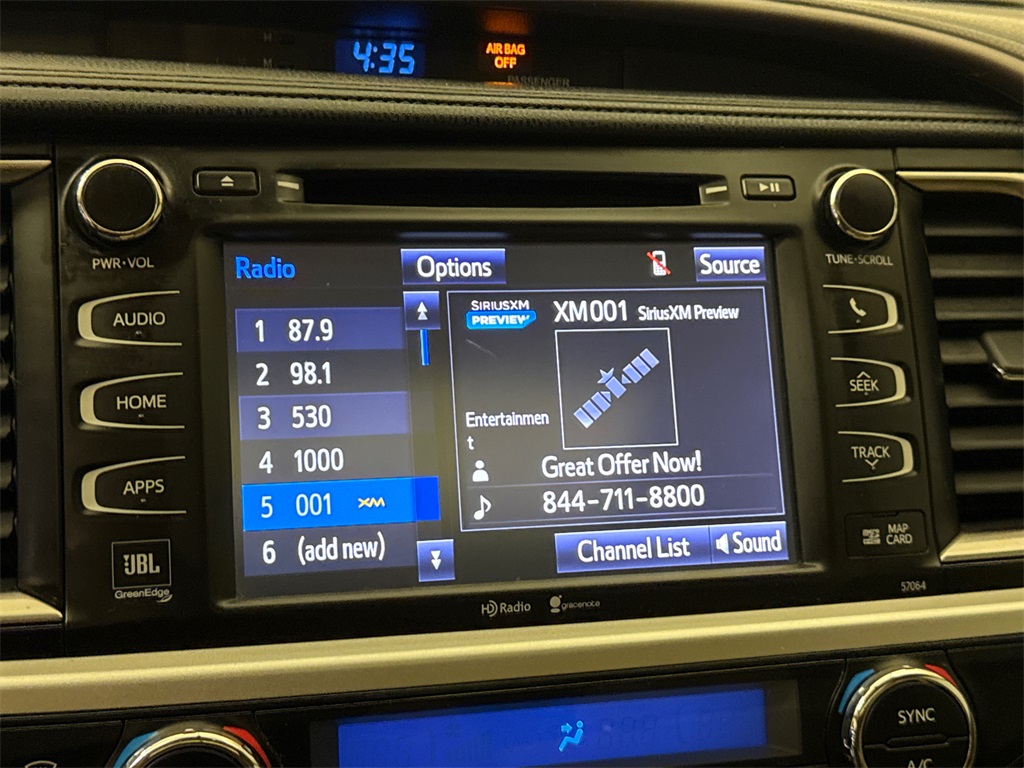 H
M
4:35
AIR BAG
OFF
PASSENGER
PWR·VOL
TUNE·SCROLL
Radio
Options
Source
AUDIO
HOME
APPS
JBL
GreenEdge
1 87.9
2 98.1
3 530
4 1000
5 001 XM
6 (add new)
SIRIUSXM
PREVIEW
XM001 SiriusXM Preview
Entertainmen
t
Great Offer Now!
844-711-8800
Channel List
Sound
SEEK
TRACK
MAP
CARD
57064
HD Radio
gracenote
SYNC
A/C